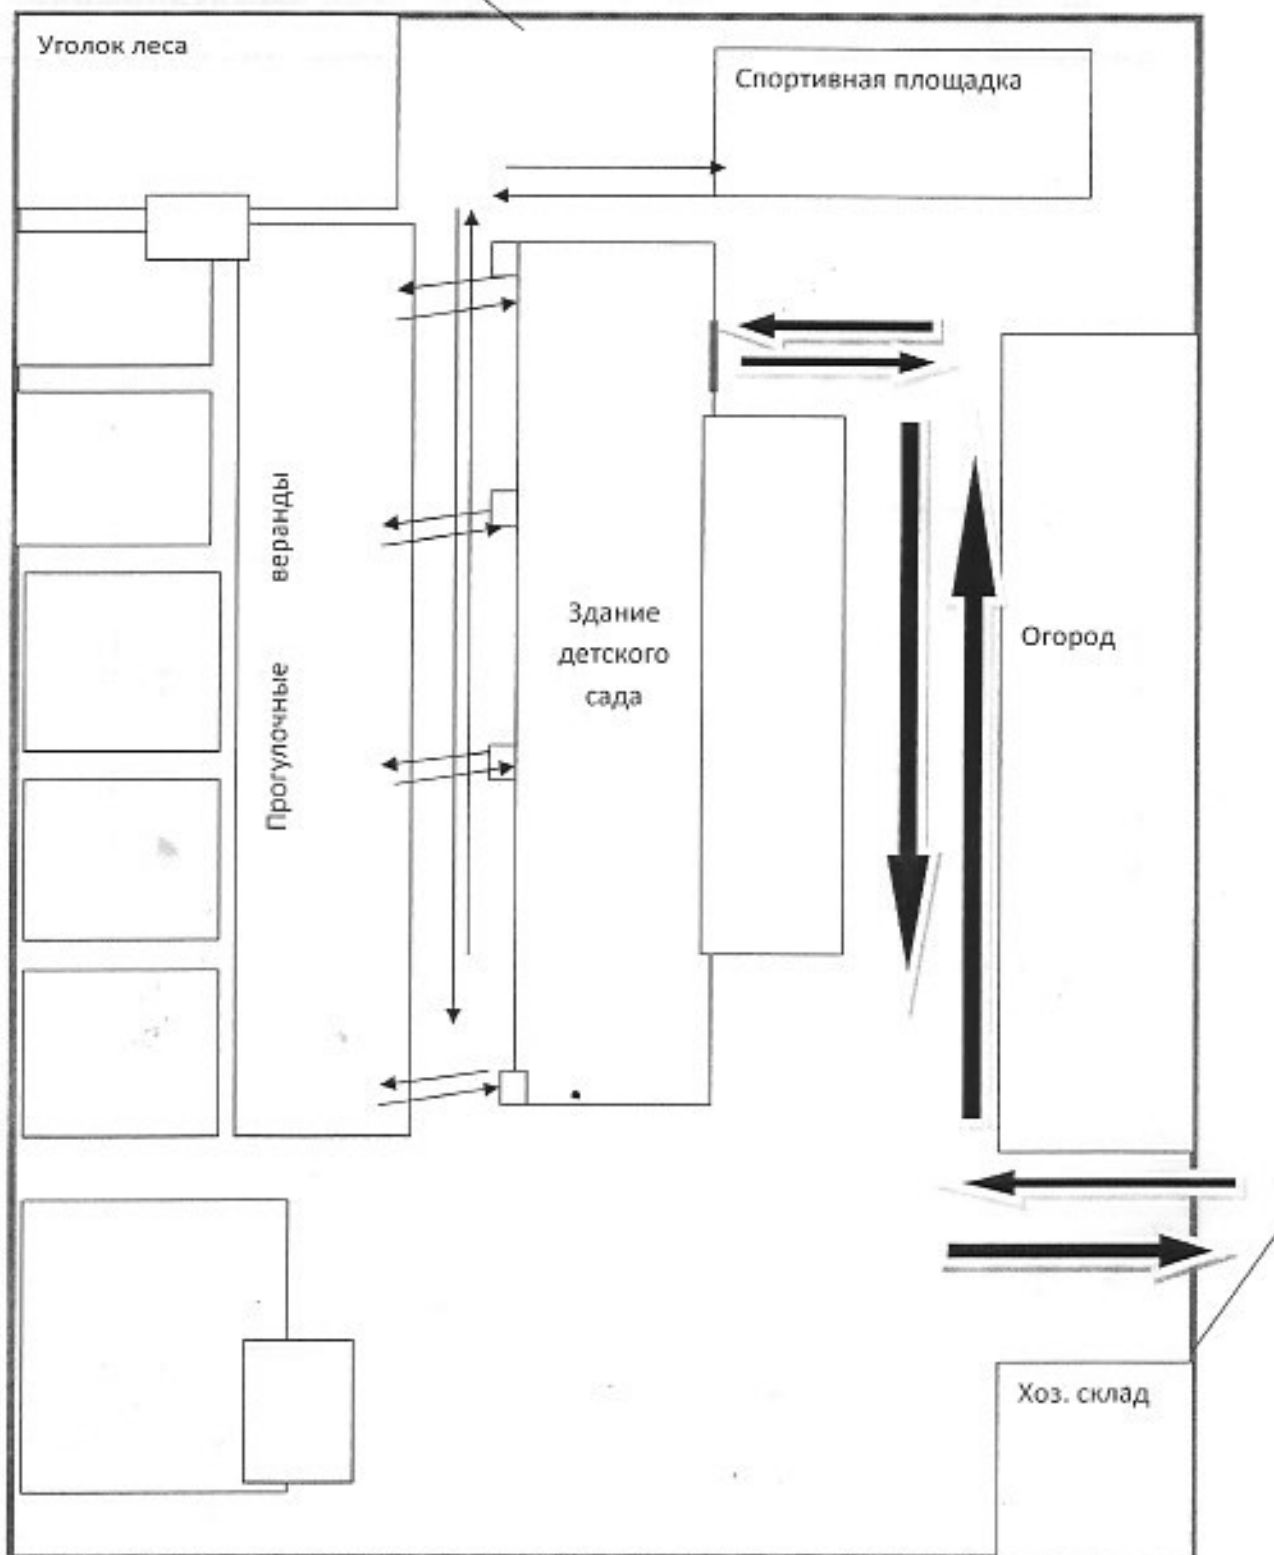 Уголок леса
Спортивная площадка
Прогулочные веранды
Здание
детского
сада
Огород
Хоз. склад